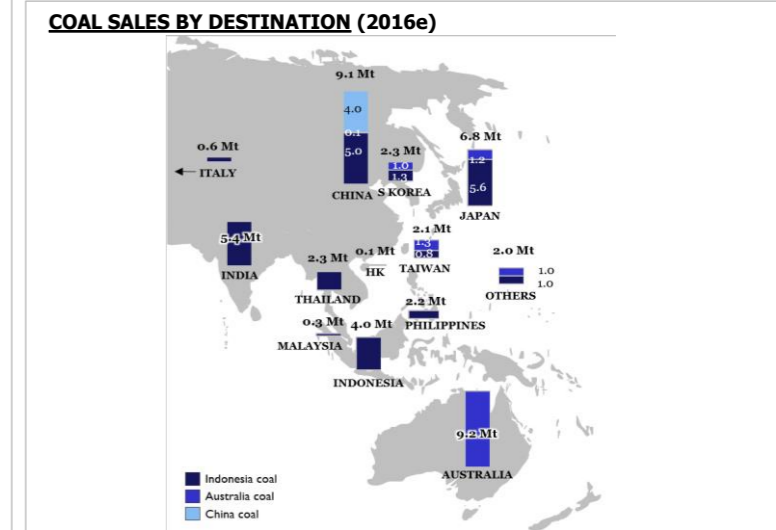 COAL SALES BY DESTINATION (2016e)
9.1 Mt
4.0
0.1
5.0
CHINA
0.6 Mt
ITALY
2.3 Mt
1.0
1.3
S KOREA
6.8 Mt
1.2
5.6
JAPAN
5.4 Mt
INDIA
2.3 Mt
THAILAND
0.1 Mt
HK
2.1 Mt
1.3
0.8
TAIWAN
2.0 Mt
1.0
1.0
OTHERS
2.2 Mt
PHILIPPINES
0.3 Mt
MALAYSIA
4.0 Mt
INDONESIA
9.2 Mt
AUSTRALIA
Indonesia coal
Australia coal
China coal